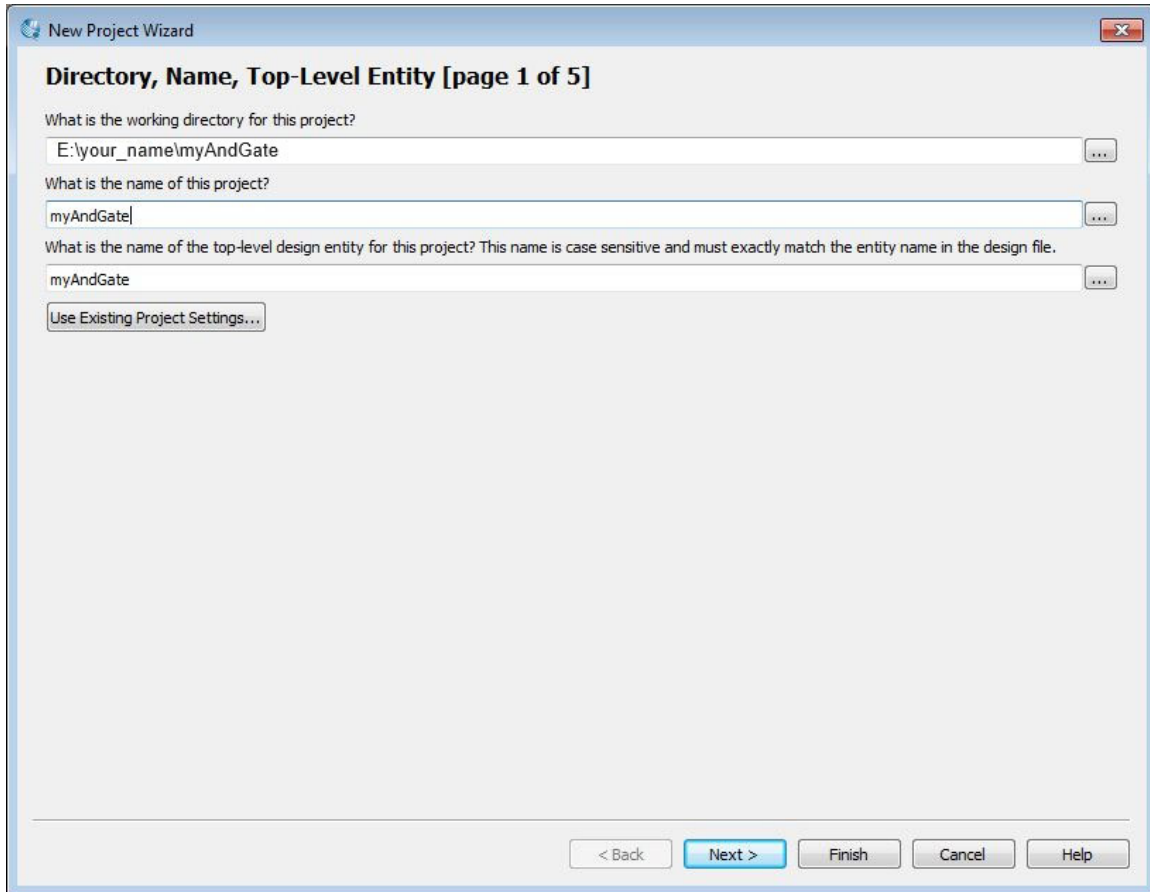 New Project Wizard
Directory, Name, Top-Level Entity [page 1 of 5]
What is the working directory for this project?
E:\your_name\myAndGate
...
What is the name of this project?
myAndGate
...
What is the name of the top-level design entity for this project? This name is case sensitive and must exactly match the entity name in the design file.
myAndGate
...
Use Existing Project Settings...
< Back
Next >
Finish
Cancel
Help